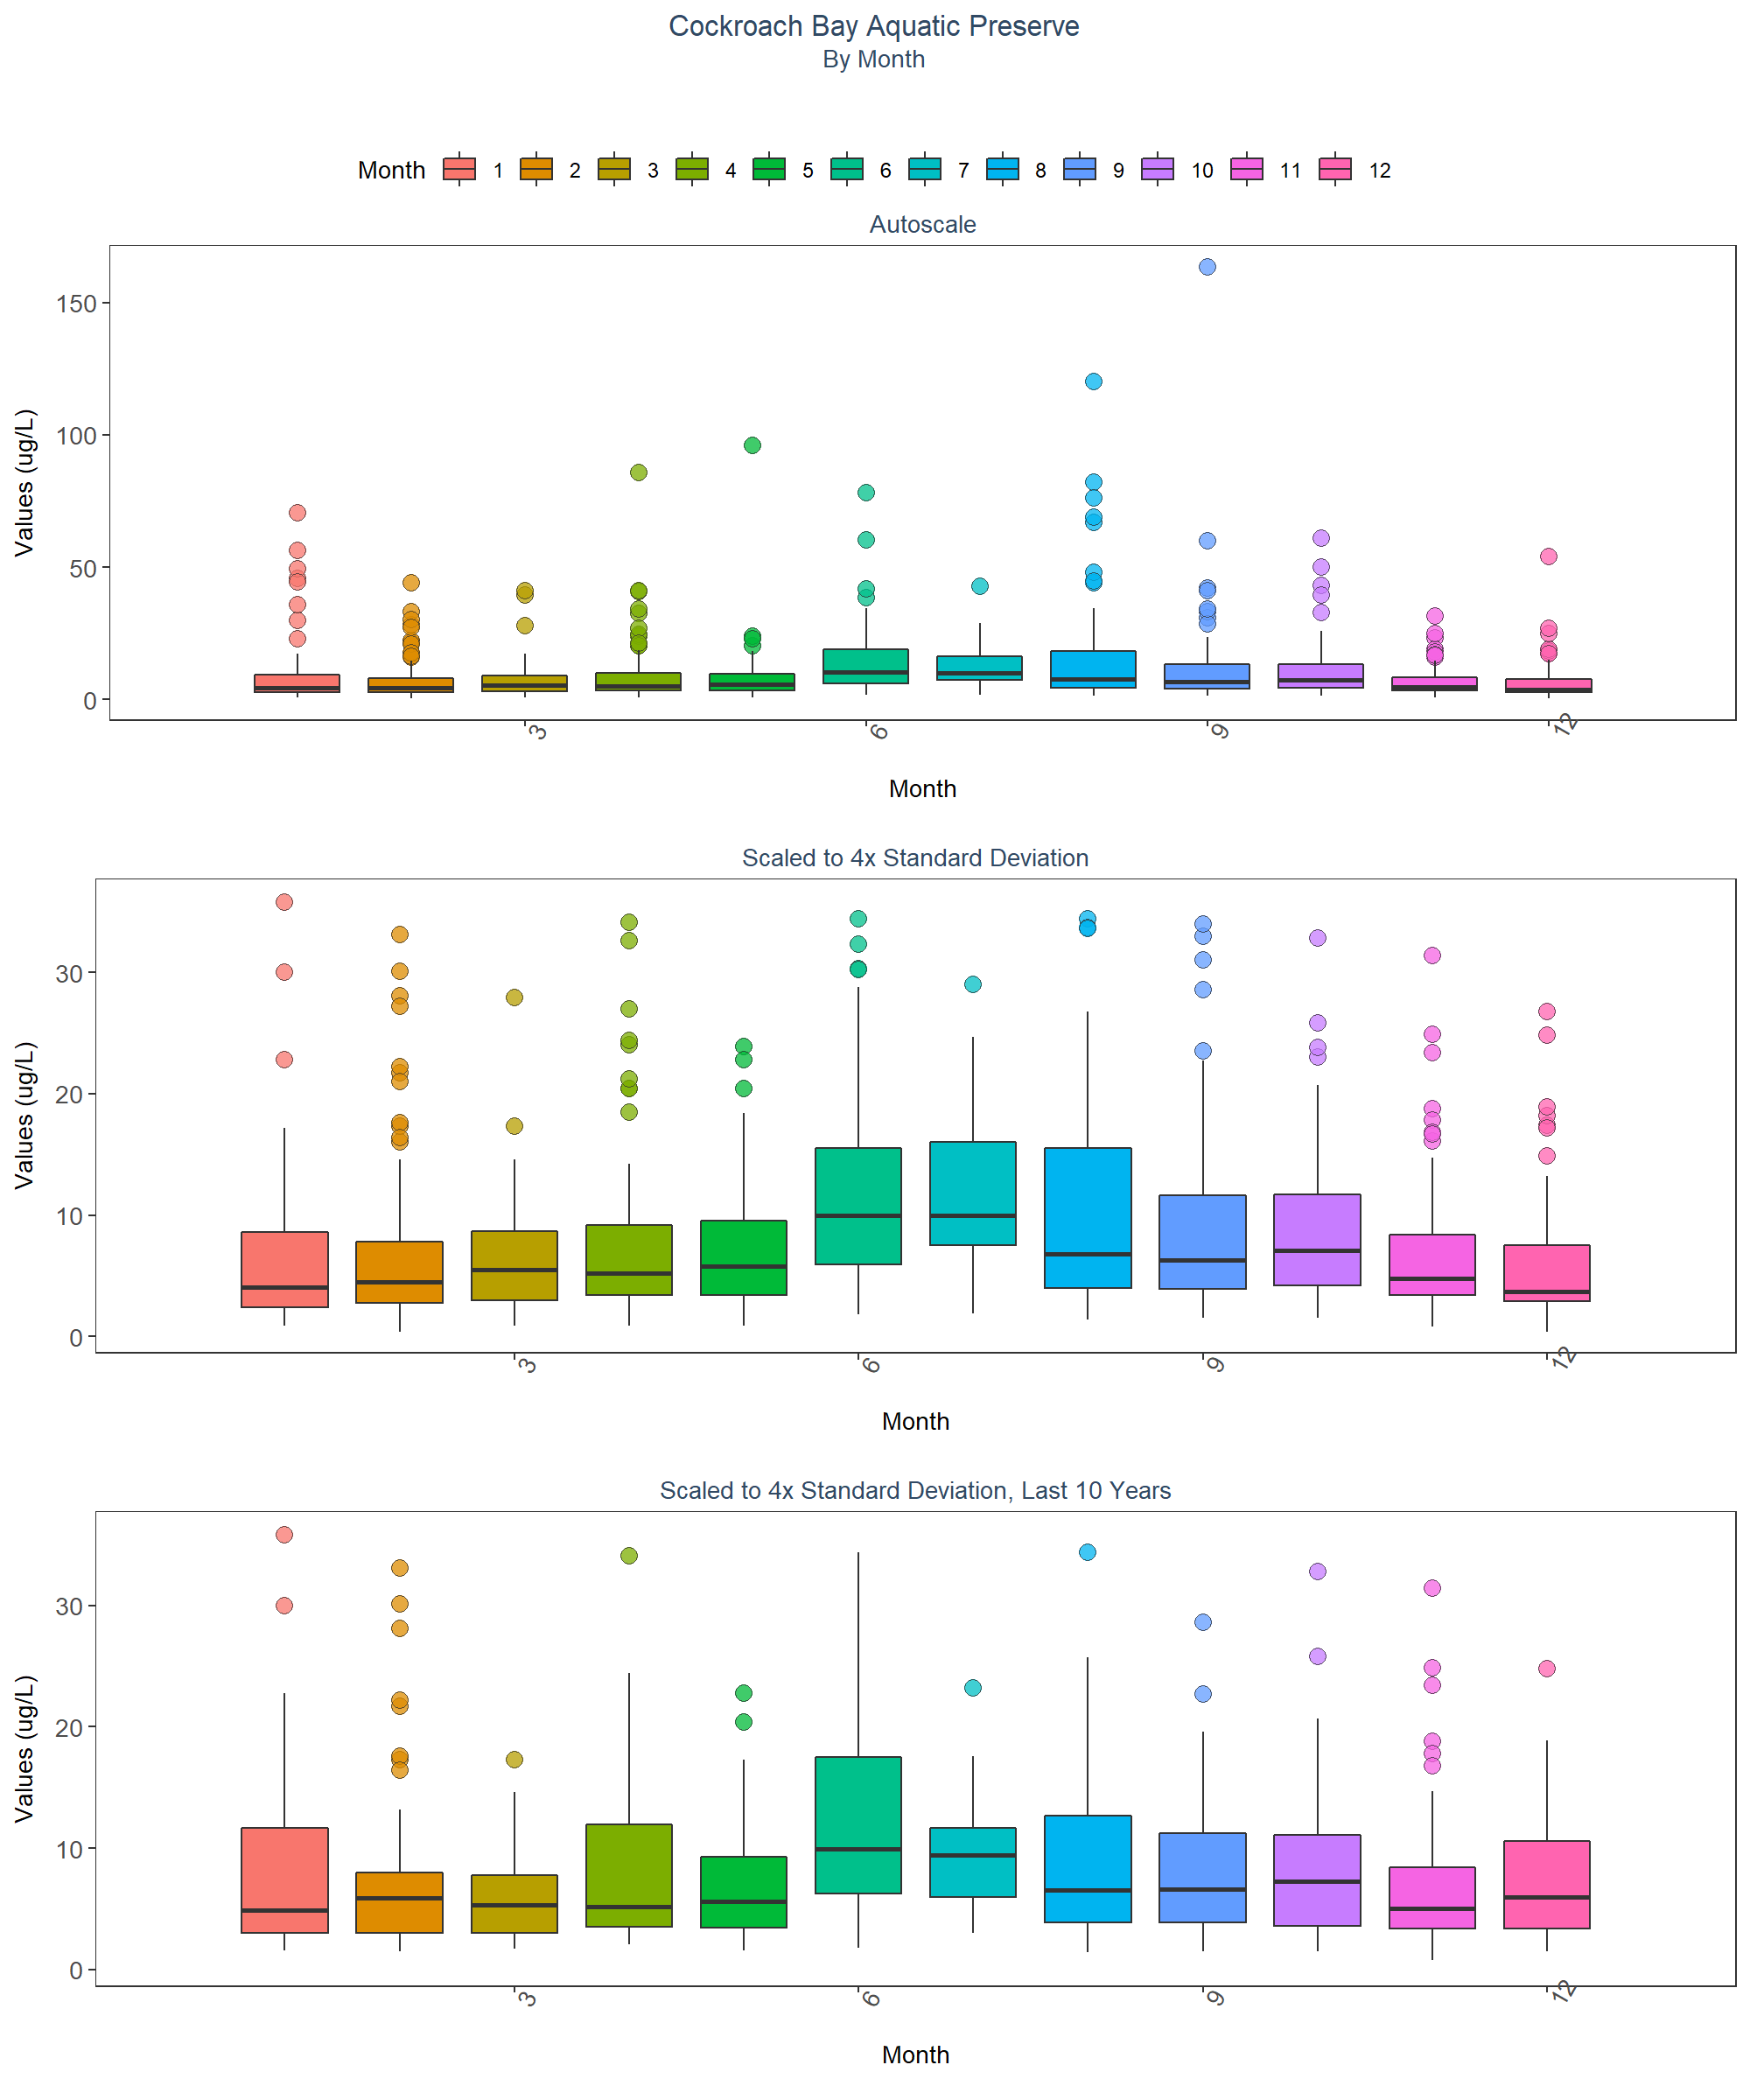 Cockroach Bay Aquatic Preserve
By Month
Month 1 2 3 4 5 6 7 8 9 10 11 12
Autoscale
Values (ug/L)
150
100
50
0
3 6 9 12
Month
Scaled to 4x Standard Deviation
Values (ug/L)
30
20
10
0
3 6 9 12
Month
Scaled to 4x Standard Deviation, Last 10 Years
Values (ug/L)
30
20
10
0
3 6 9 12
Month